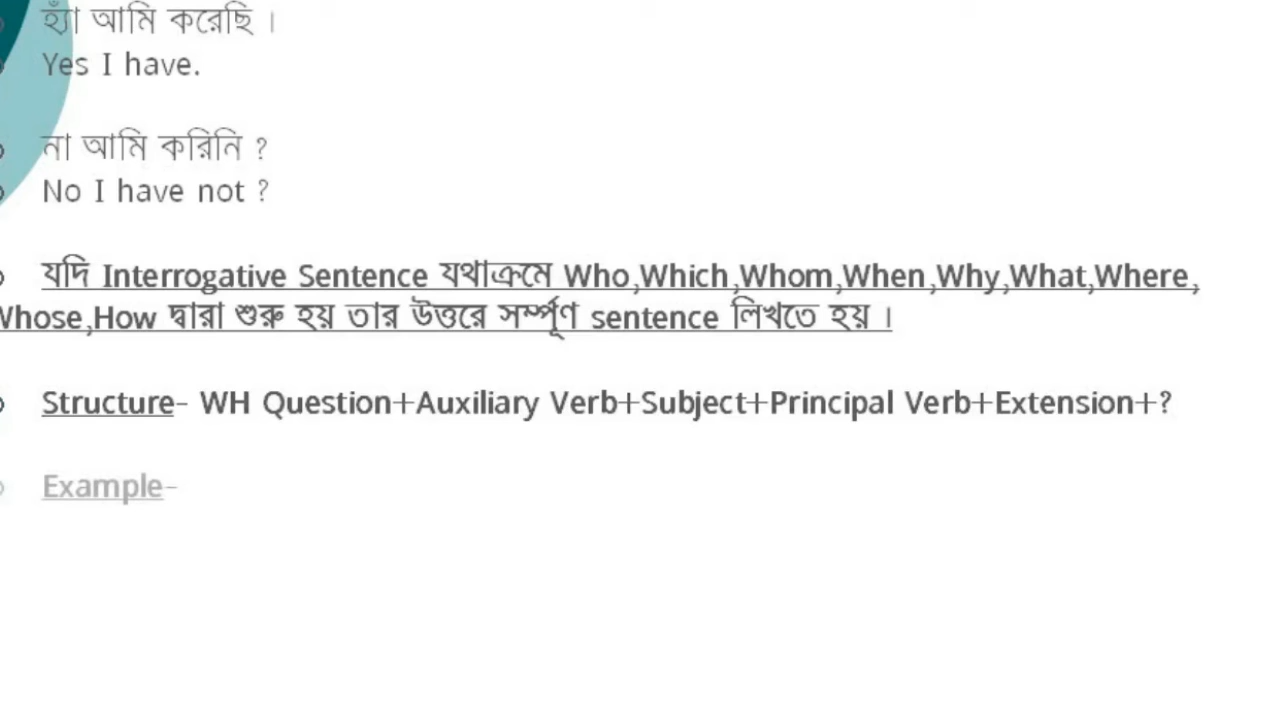 হ্যাঁ আমি করেছি ।
Yes I have.
না আমি করিনি ?
No I have not ?
যদি Interrogative Sentence যথাক্রমে Who,Which,Whom,When,Why,What,Where,
Whose,How দ্বারা শুরু হয় তার উত্তরে সর্ম্পূণ sentence লিখতে হয় ।
Structure- WH Question+Auxiliary Verb+Subject+Principal Verb+Extension+?
Example-